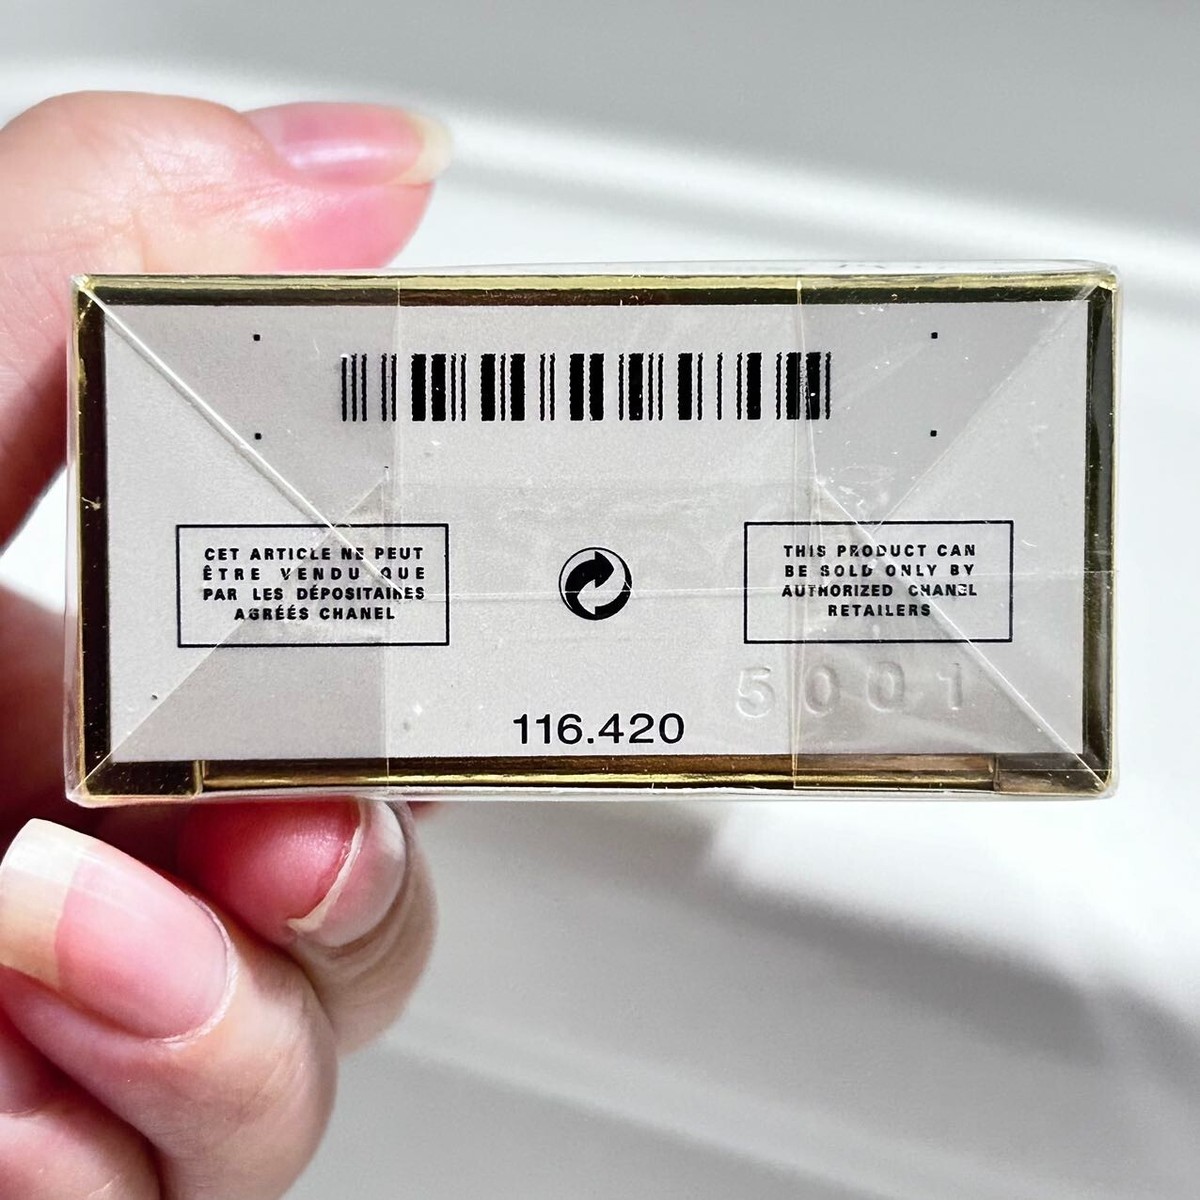 CET ARTICLE NE PEUT
ÊTRE VENDU QUE
PAR LES DÉPOSITAIRES
AGRÉÉS CHANEL
THIS PRODUCT CAN
BE SOLD ONLY BY
AUTHORIZED CHANEL
RETAILERS
5001
116.420